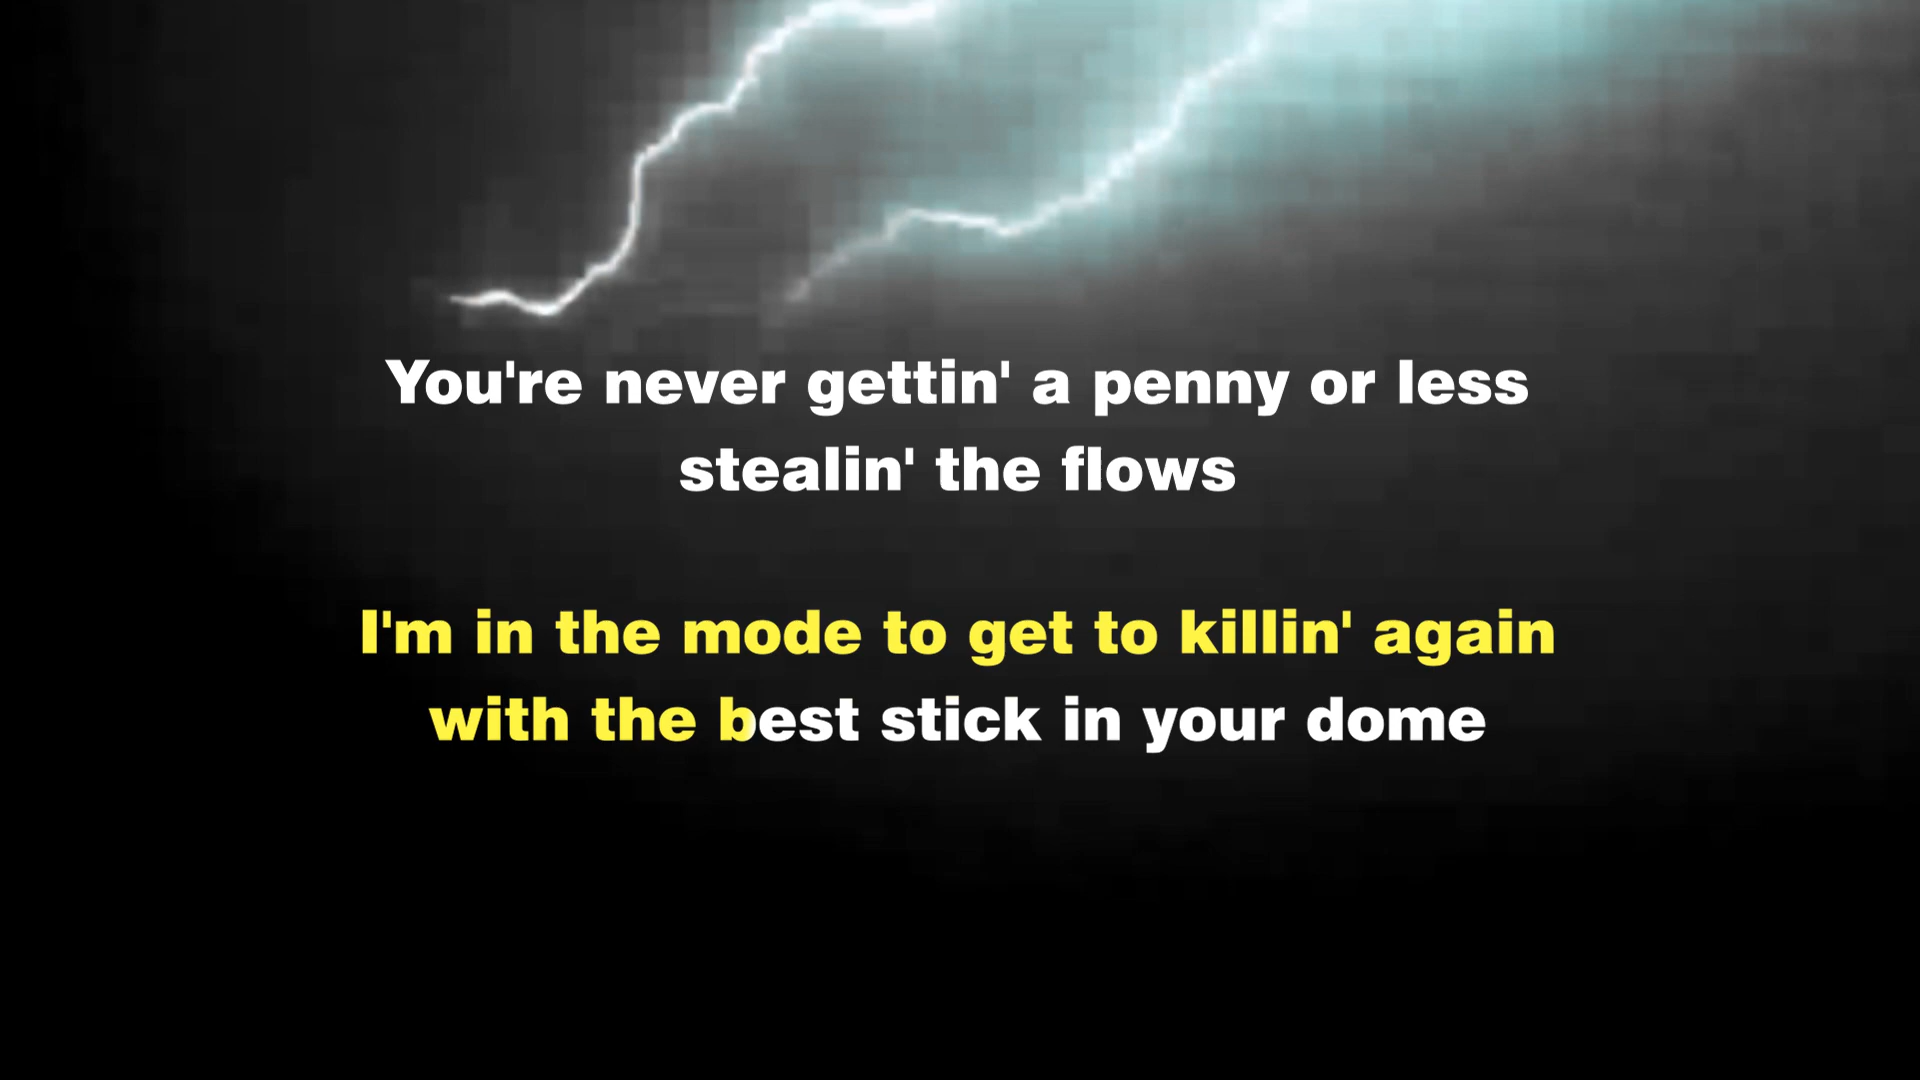 You're never gettin' a penny or less
stealin' the flows
I'm in the mode to get to killin' again
with the best stick in your dome